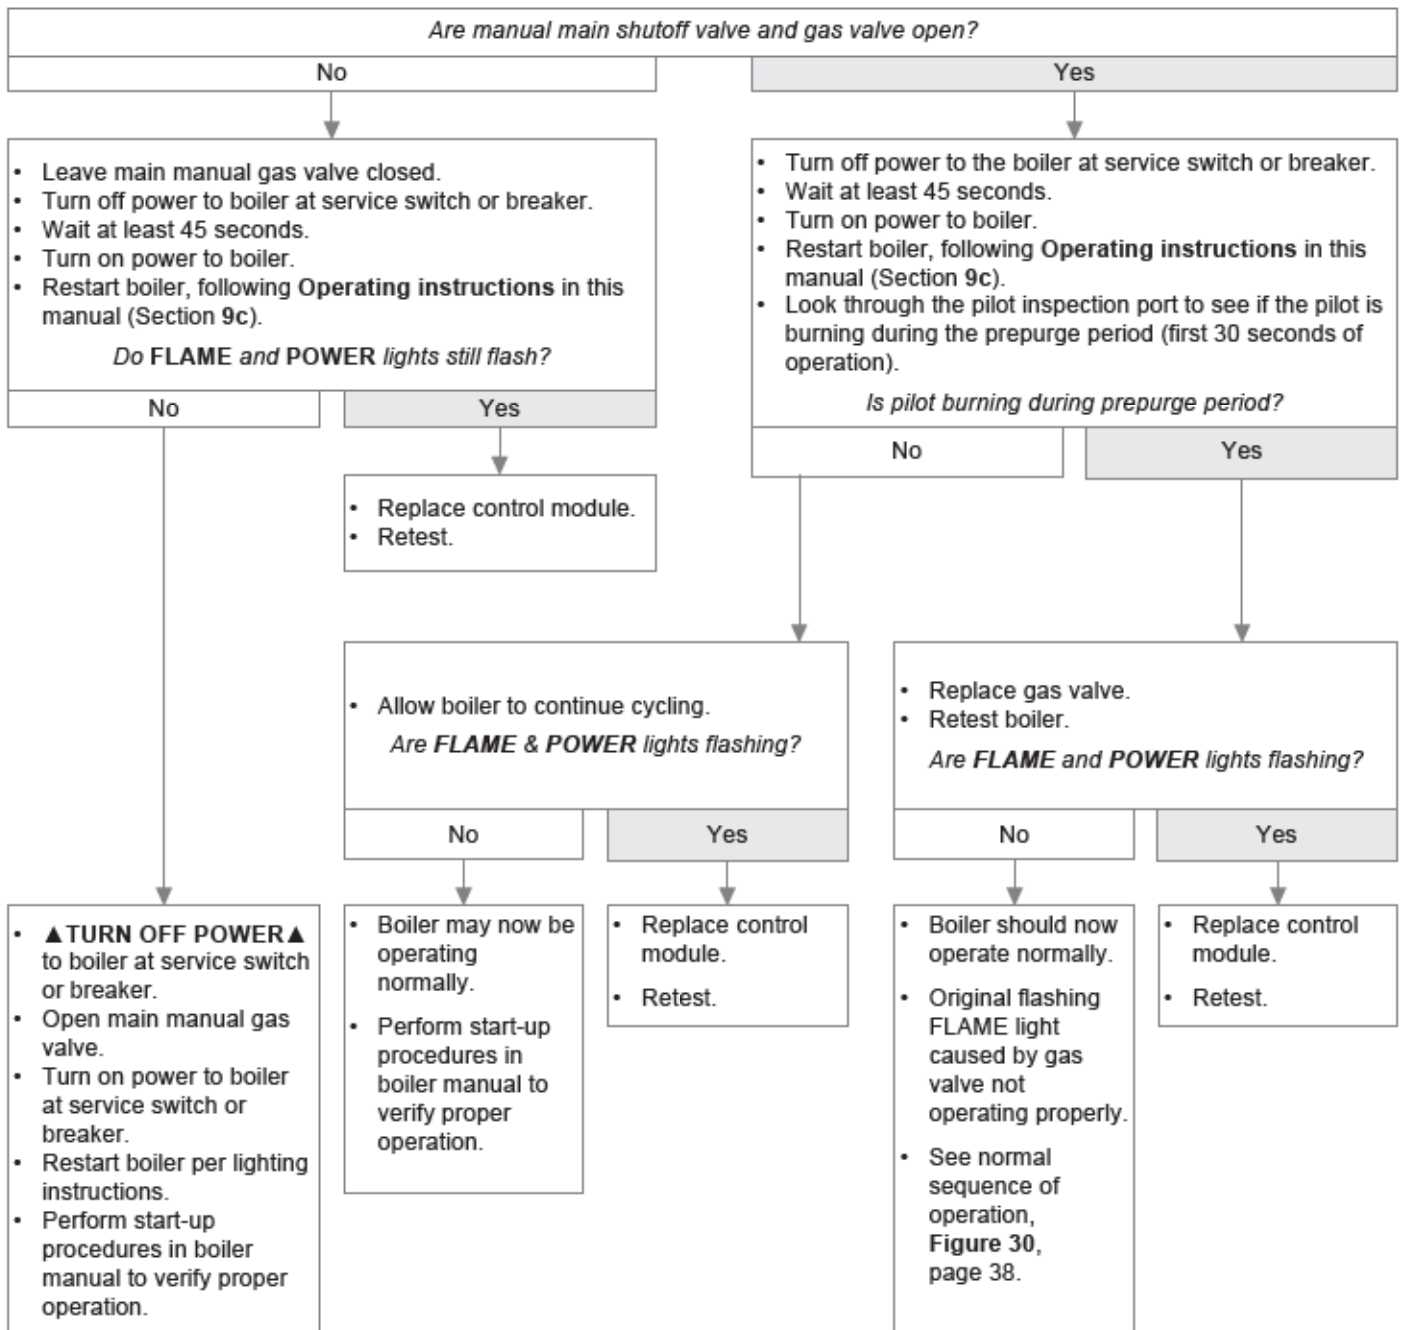 Are manual main shutoff valve and gas valve open?
No
Yes
• Leave main manual gas valve closed.
• Turn off power to boiler at service switch or breaker.
• Wait at least 45 seconds.
• Turn on power to boiler.
• Restart boiler, following Operating instructions in this
manual (Section 9c).
Do FLAME and POWER lights still flash?
No
Yes
• Turn off power to the boiler at service switch or breaker.
• Wait at least 45 seconds.
• Turn on power to boiler.
• Restart boiler, following Operating instructions in this
manual (Section 9c).
• Look through the pilot inspection port to see if the pilot is
burning during the prepurge period (first 30 seconds of
operation).
Is pilot burning during prepurge period?
No
Yes
• Replace control module.
• Retest.
• Allow boiler to continue cycling.
Are FLAME & POWER lights flashing?
No
Yes
• Replace gas valve.
• Retest boiler.
Are FLAME and POWER lights flashing?
No
Yes
• ▲TURN OFF POWER▲
to boiler at service switch
or breaker.
• Open main manual gas
valve.
• Turn on power to boiler
at service switch or
breaker.
• Restart boiler per lighting
instructions.
• Perform start-up
procedures in boiler
manual to verify proper
operation.
• Boiler may now be
operating
normally.
• Perform start-up
procedures in
boiler manual to
verify proper
operation.
• Replace control
module.
• Retest.
• Boiler should now
operate normally.
• Original flashing
FLAME light
caused by gas
valve not
operating properly.
• See normal
sequence of
operation,
Figure 30,
page 38.
• Replace control
module.
• Retest.